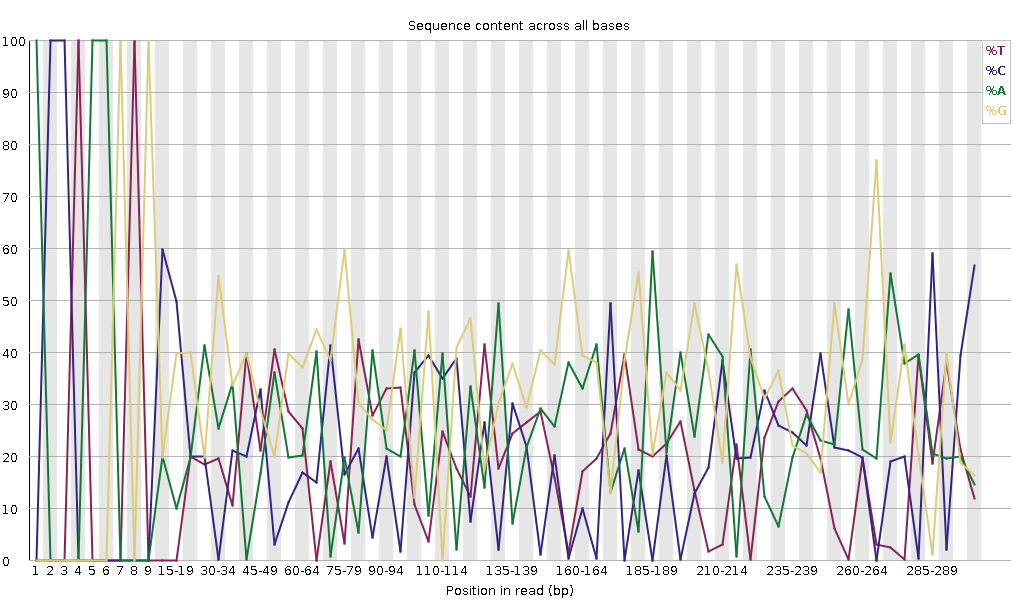 Sequence content across all bases
%T
%C
%A
%G
100
90
80
70
60
50
40
30
20
10
0
1 2 3 4 5 6 7 8 9 15-19 30-34 45-49 60-64 75-79 90-94 110-114 135-139 160-164 185-189 210-214 235-239 260-264 285-289
Position in read (bp)